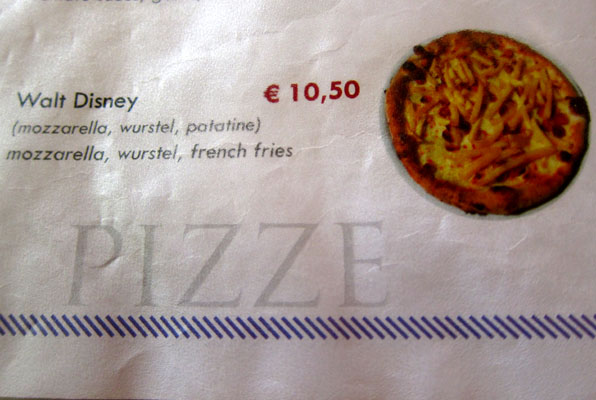 Walt Disney € 10,50
(mozzarella, wurstel, patatine)
mozzarella, wurstel, french fries
PIZZE